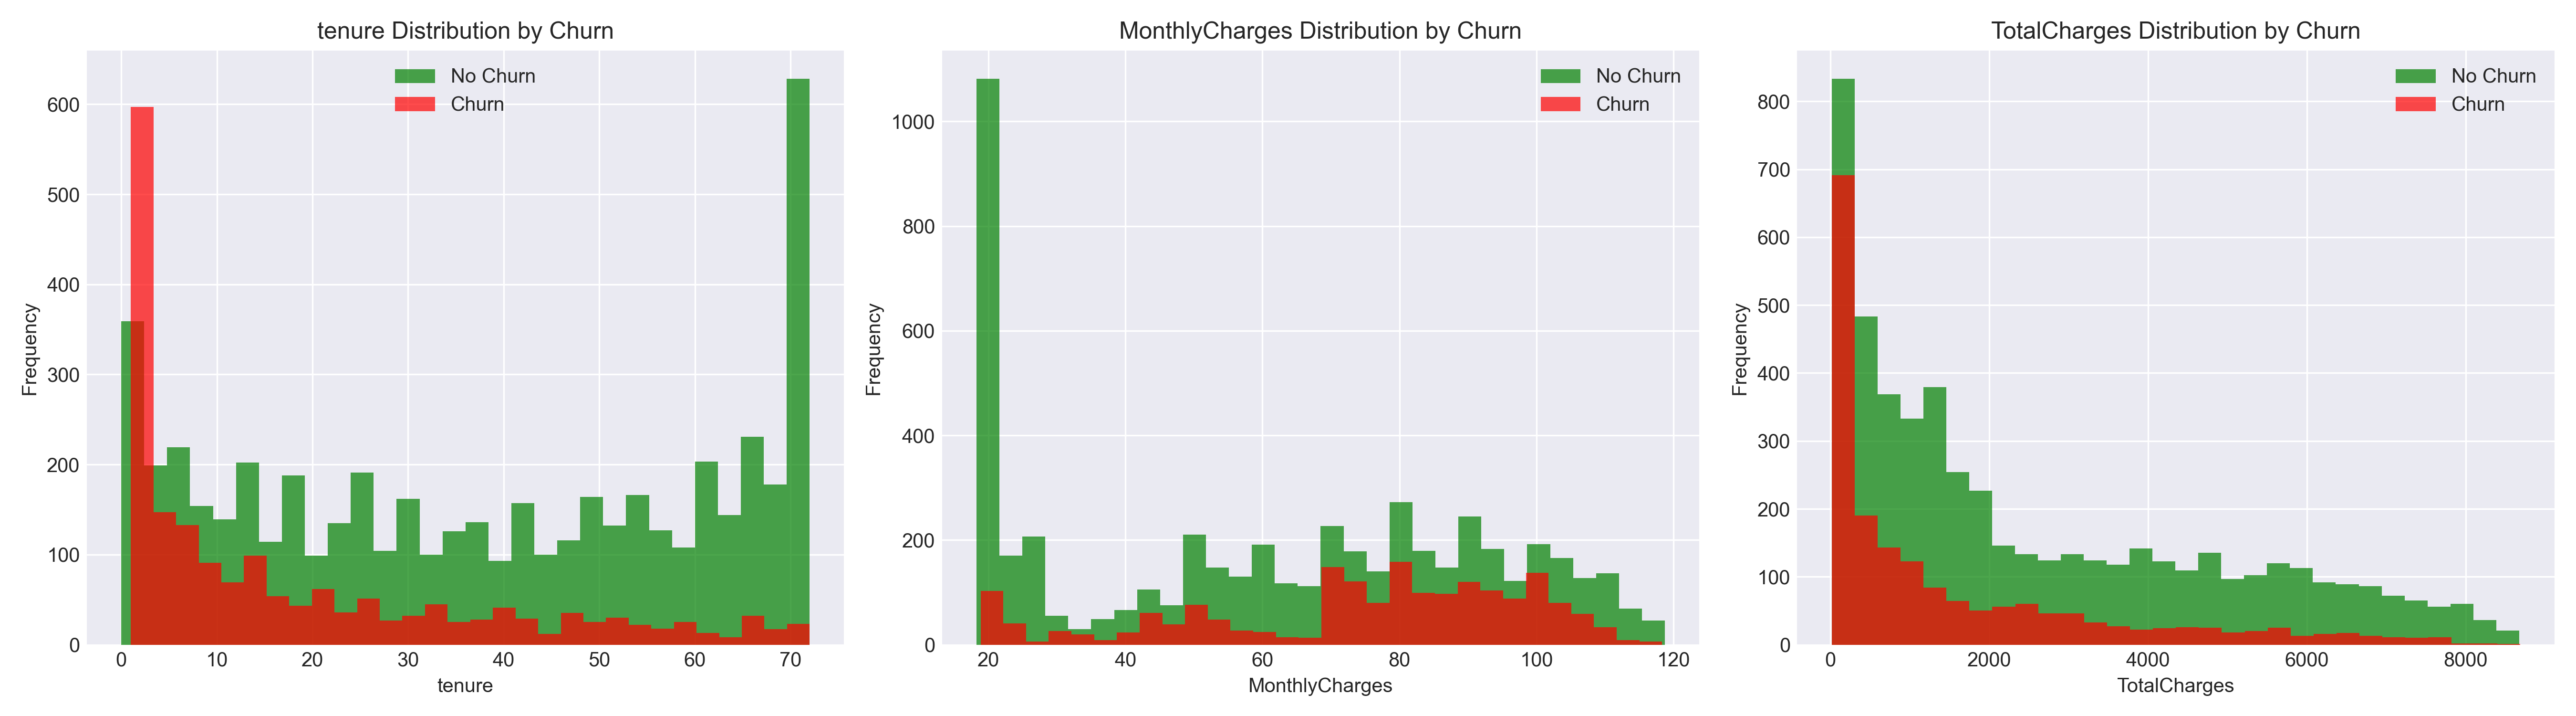 tenure Distribution by Churn
No Churn
Churn
Frequency
600
500
400
300
200
100
0
0 10 20 30 40 50 60 70
tenure
MonthlyCharges Distribution by Churn
No Churn
Churn
Frequency
1000
800
600
400
200
0
20 40 60 80 100 120
MonthlyCharges
TotalCharges Distribution by Churn
No Churn
Churn
Frequency
800
700
600
500
400
300
200
100
0
0 2000 4000 6000 8000
TotalCharges